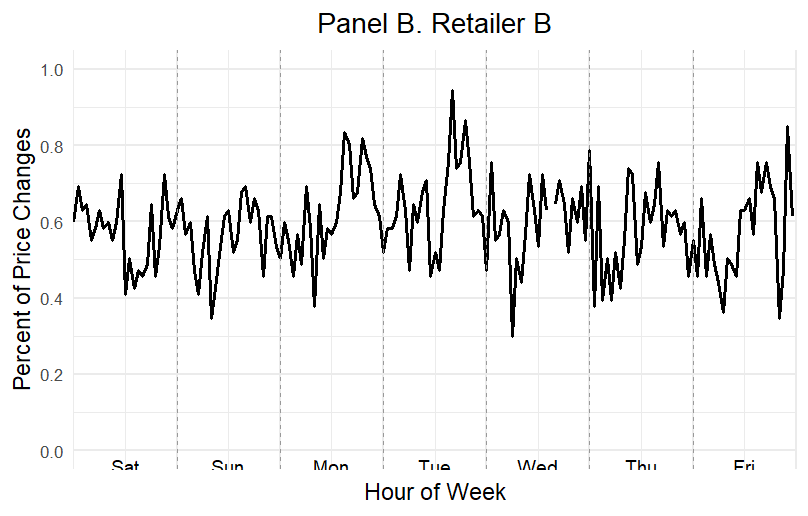 Panel B. Retailer B
Percent of Price Changes
1.0
0.8
0.6
0.4
0.2
0.0
Sat Sun Mon Tue Wed Thu Fri
Hour of Week